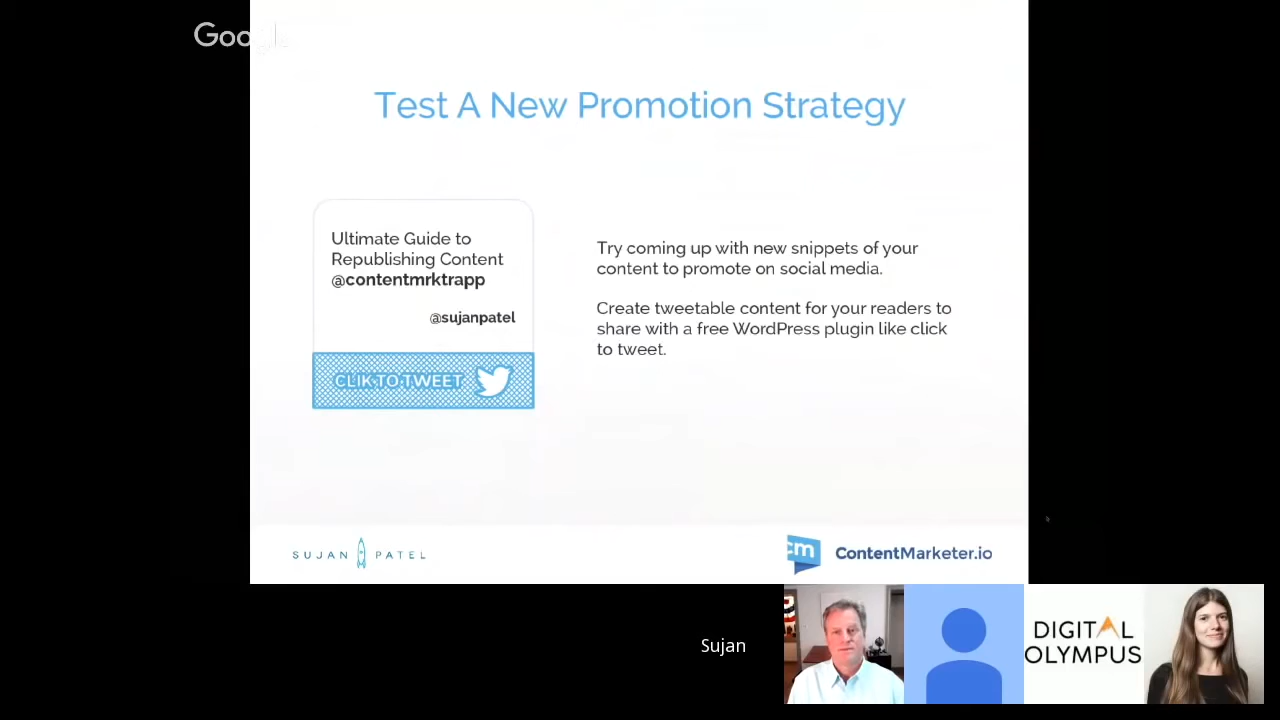 Google
Test A New Promotion Strategy
Ultimate Guide to
Republishing Content
@contentmrktrapp
@sujanpatel
CLIK TO TWEET
Try coming up with new snippets of your
content to promote on social media.
Create tweetable content for your readers to
share with a free WordPress plugin like click
to tweet.
SUJAN PATEL
cm ContentMarketer.io
Sujan
DIGITAL
OLYMPUS